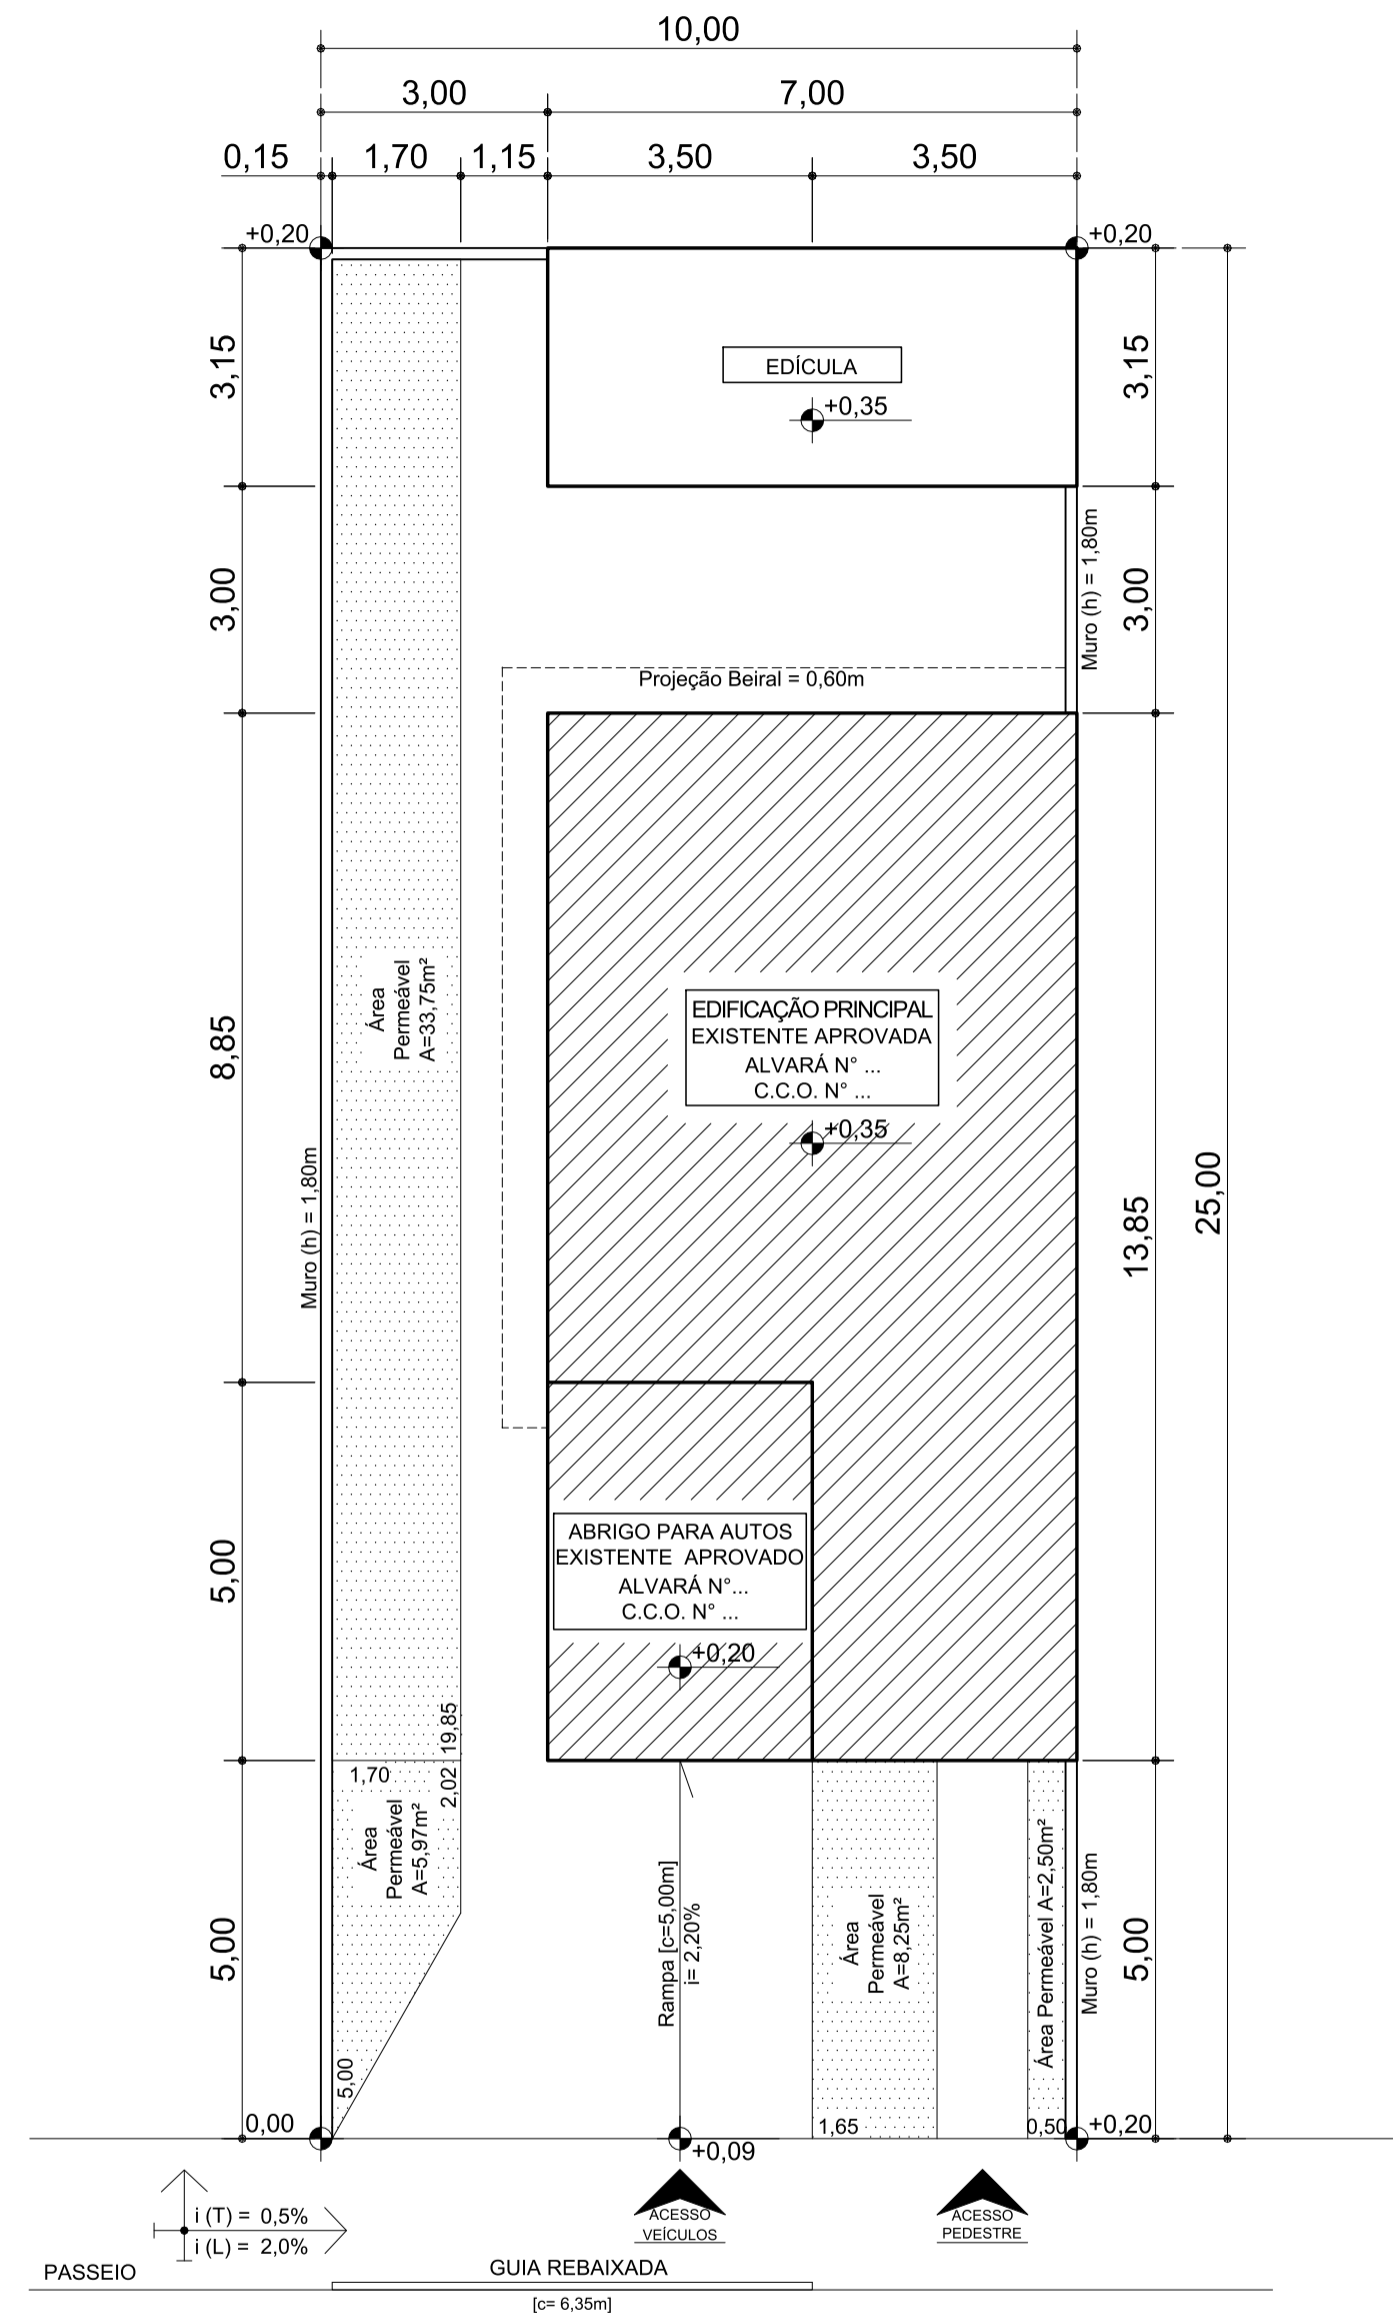 10,00
3,00
7,00
0,15
1,70
1,15
3,50
3,50
+0,20
+0,20
3,15
EDÍCULA
+0,35
3,15
3,00
Muro (h) = 1,80m
3,00
Projeção Beiral = 0,60m
8,85
Área
Permeável
A=33,75m²
EDIFICAÇÃO PRINCIPAL
EXISTENTE APROVADA
ALVARÁ N° ...
C.C.O. N° ...
+0,35
Muro (h) = 1,80m
13,85
25,00
5,00
ABRIGO PARA AUTOS
EXISTENTE APROVADO
ALVARÁ N°...
C.C.O. N° ...
+0,20
19,85
1,70
2,02
Área
Permeável
A=5,97m²
5,00
5,00
Rampa [c=5,00m]
i= 2,20%
Área
Permeável
A=8,25m²
Área Permeável A=2,50m²
Muro (h) = 1,80m
5,00
0,00
+0,09
1,65
0,50
+0,20
i (T) = 0,5%
i (L) = 2,0%
ACESSO
VEÍCULOS
ACESSO
PEDESTRE
PASSEIO
GUIA REBAIXADA
[c= 6,35m]